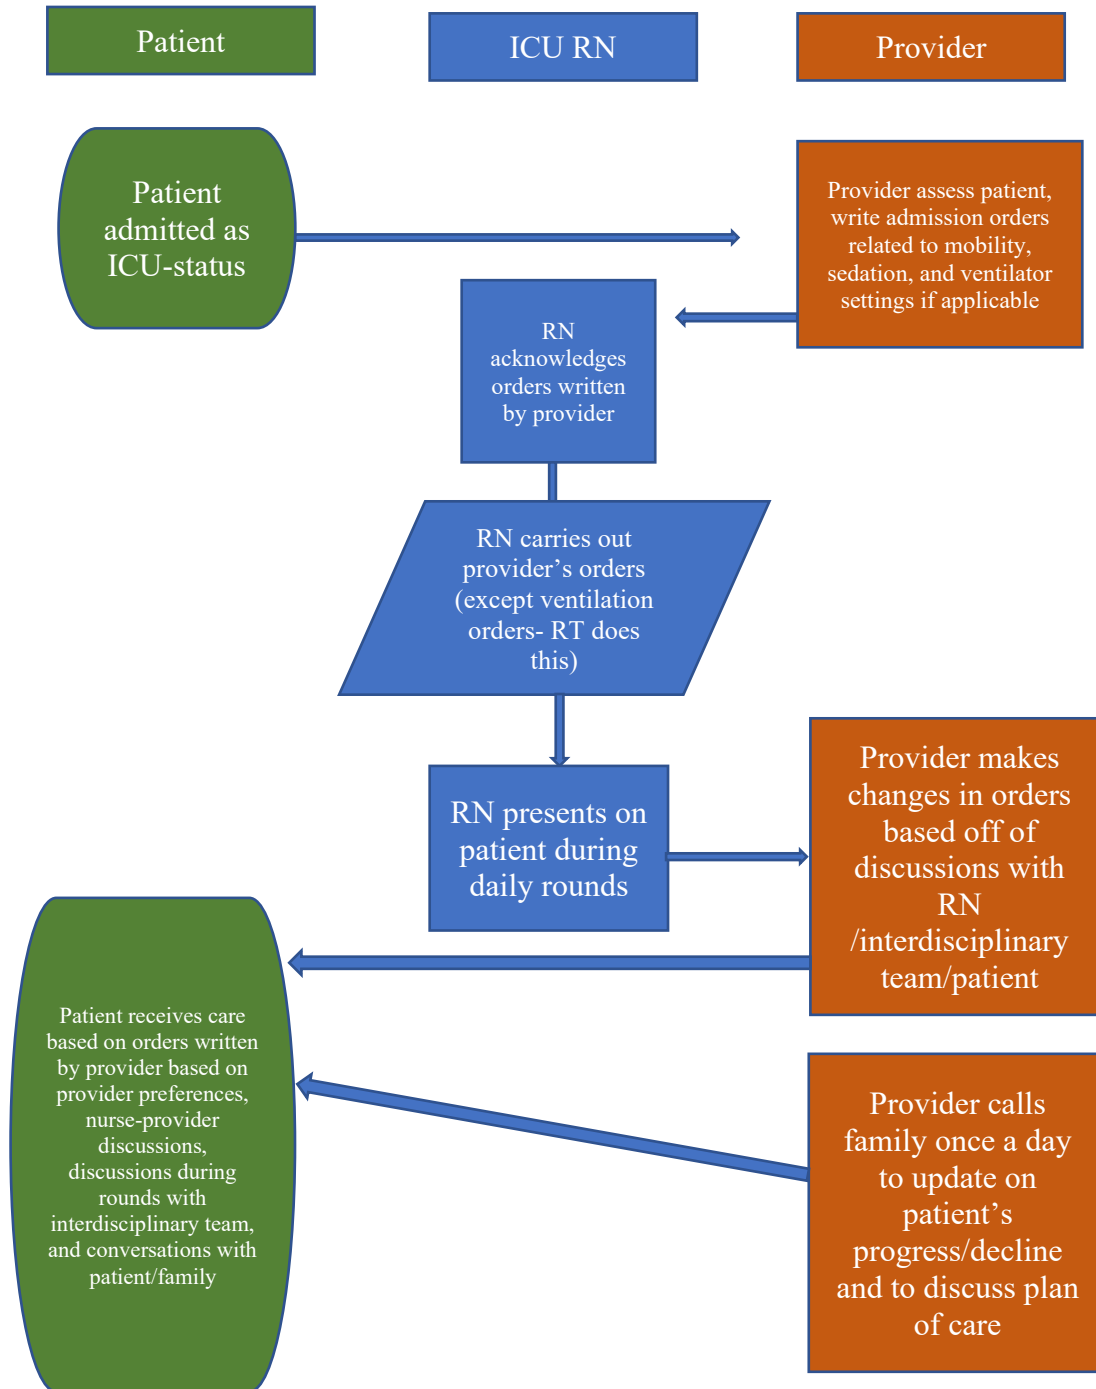 Patient
ICU RN
Provider
Patient
admitted as
ICU-status
Provider assess patient,
write admission orders
related to mobility,
sedation, and ventilator
settings if applicable
RN
acknowledges
orders written
by provider
RN carries out
provider’s orders
(except ventilation
orders- RT does
this)
RN presents on
patient during
daily rounds
Provider makes
changes in orders
based off of
discussions with
RN
/interdisciplinary
team/patient
Patient receives care
based on orders written
by provider based on
provider preferences,
nurse-provider
discussions,
discussions during
rounds with
interdisciplinary team,
and conversations with
patient/family
Provider calls
family once a day
to update on
patient’s
progress/decline
and to discuss plan
of care